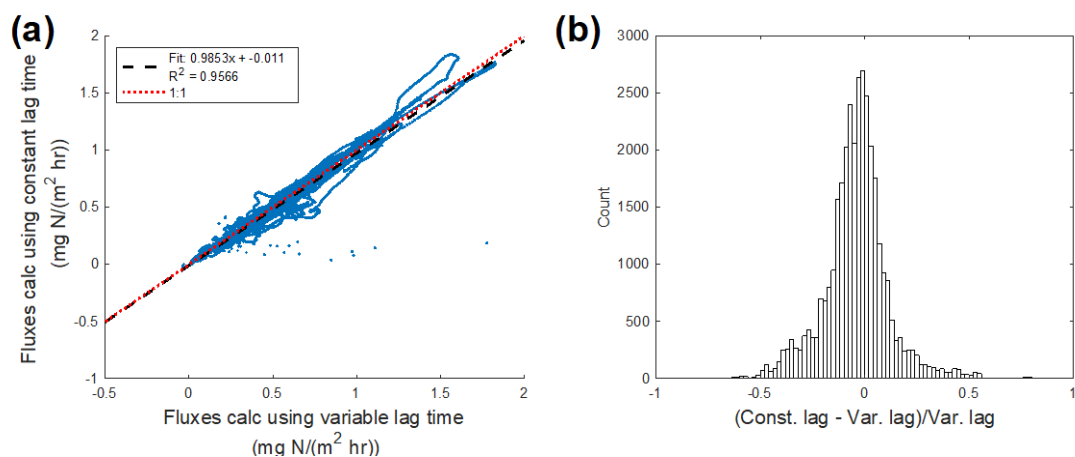 (a)
Fluxes calc using constant lag time
(mg N/(m² hr))
2
1.5
1
0.5
0
-0.5
-1
Fit: 0.9853x + -0.011
R² = 0.9566
1:1
-0.5
0
0.5
1
1.5
2
Fluxes calc using variable lag time
(mg N/(m² hr))
(b)
Count
3000
2500
2000
1500
1000
500
0
-1
-0.5
0
0.5
1
(Const. lag - Var. lag)/Var. lag